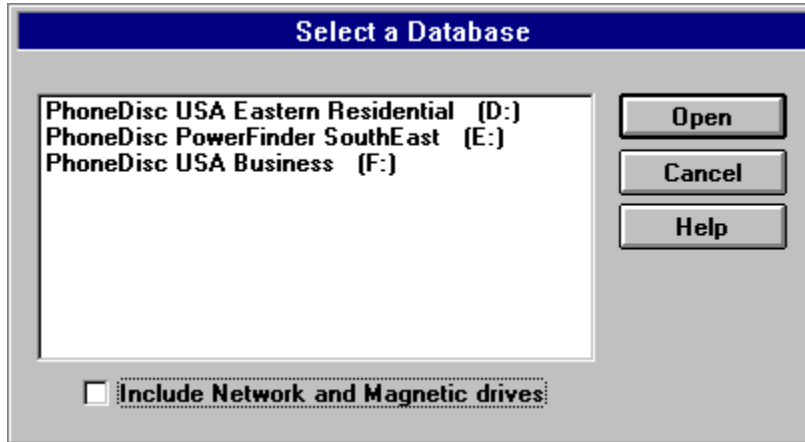 Select a Database
PhoneDisc USA Eastern Residential (D:)
PhoneDisc PowerFinder SouthEast (E:)
PhoneDisc USA Business (F:)
Open
Cancel
Help
Include Network and Magnetic drives